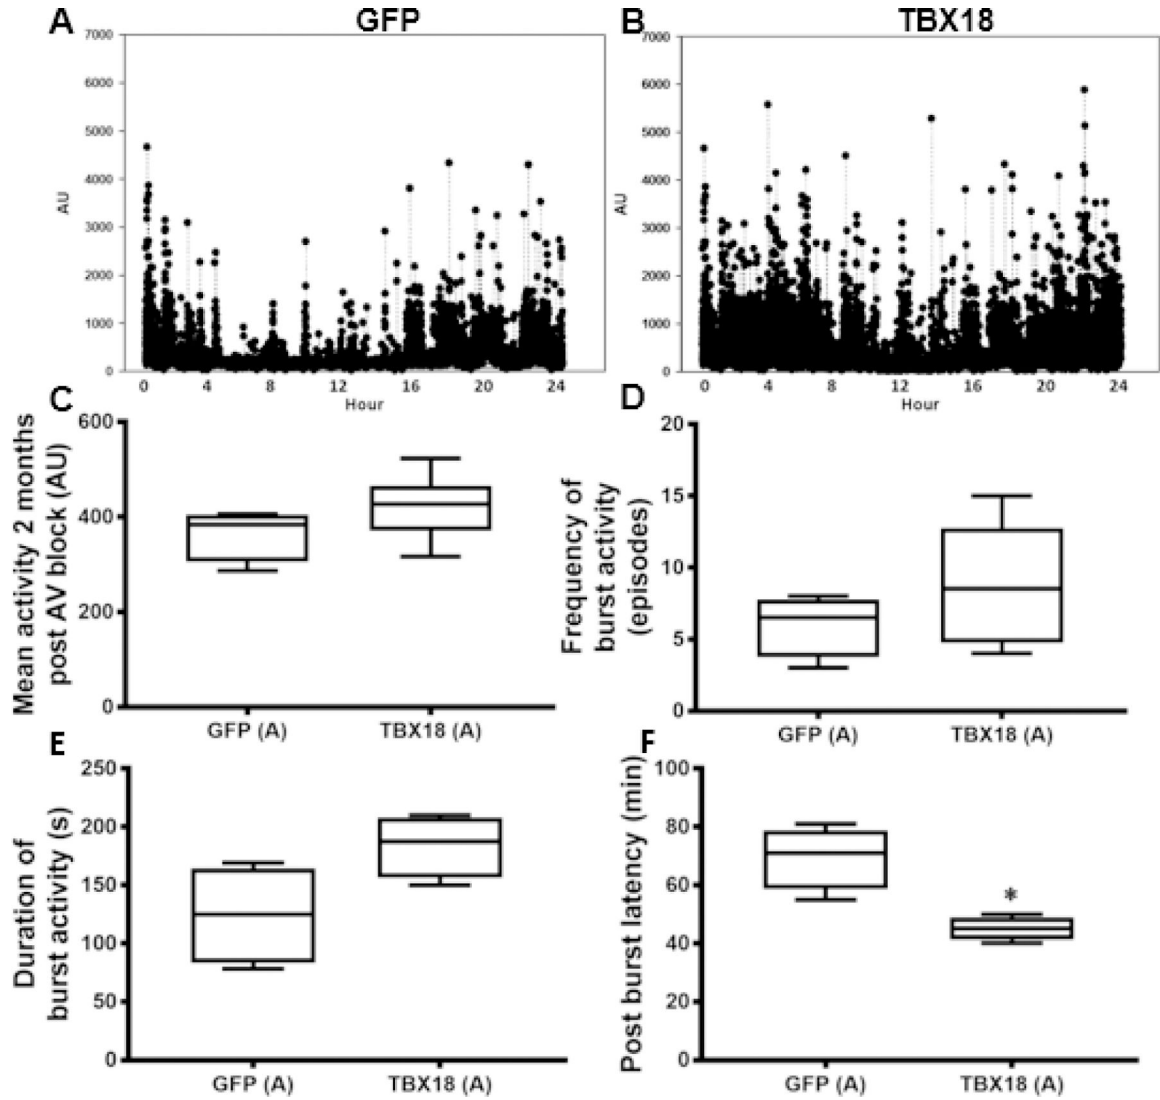 A GFP B TBX18
7000
6000
5000
4000
3000
2000
1000
0
AU
0 4 8 12 16 20 24
Hour
7000
6000
5000
4000
3000
2000
1000
0
AU
0 4 8 12 16 20 24
Hour
C
Mean activity 2 months
post AV block (AU)
600
400
200
0
GFP (A) TBX18 (A)
D
Frequency of
burst activity
(episodes)
20
15
10
5
0
GFP (A) TBX18 (A)
E
Duration of
burst activity (s)
250
200
150
100
50
0
GFP (A) TBX18 (A)
F
Post burst latency (min)
100
80
60
40
20
0
*
GFP (A) TBX18 (A)